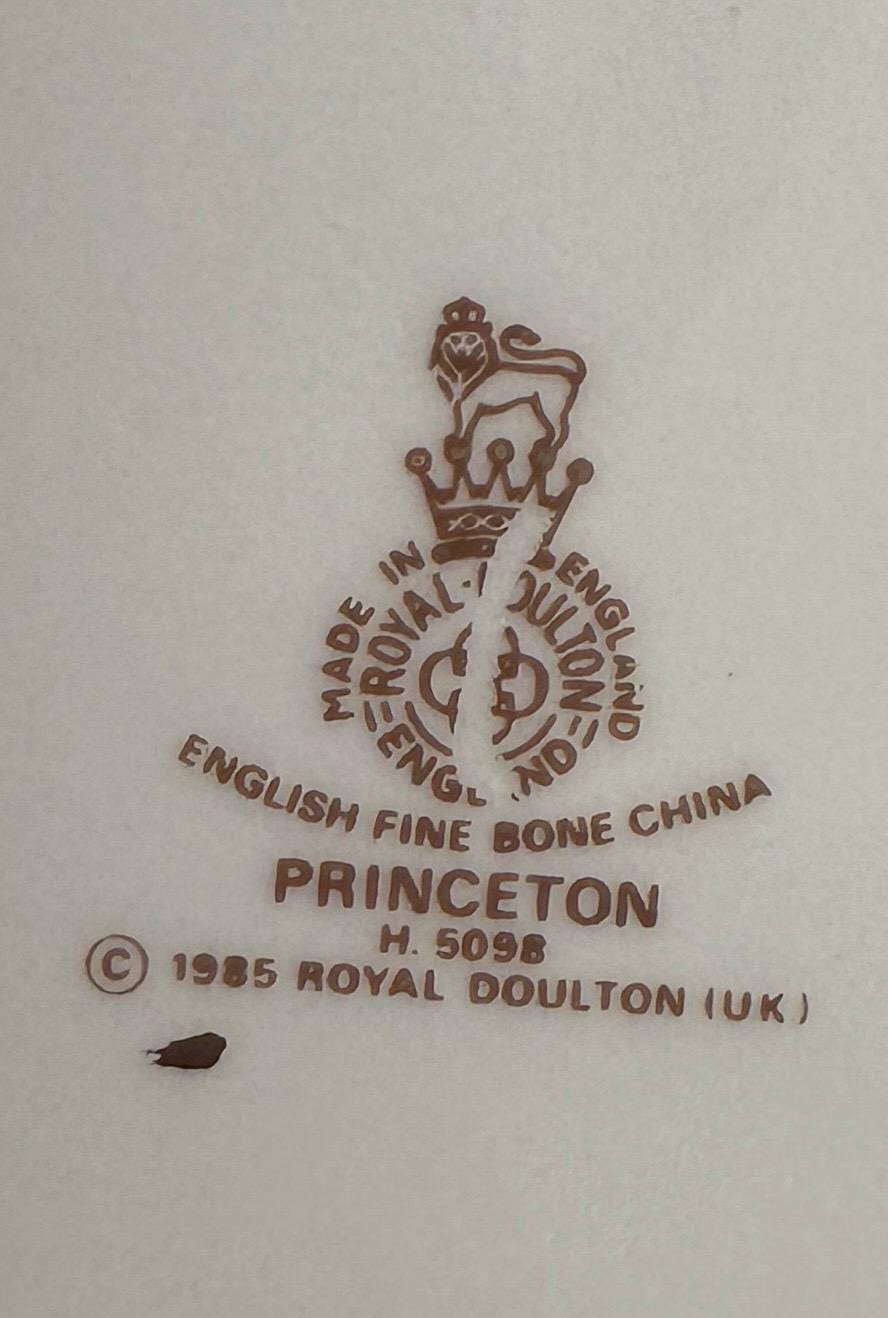 MADE IN ENGLAND
ROYAL DOULTON
ENGLAND
ENGLISH FINE BONE CHINA
PRINCETON
H. 5098
© 1985 ROYAL DOULTON (UK)